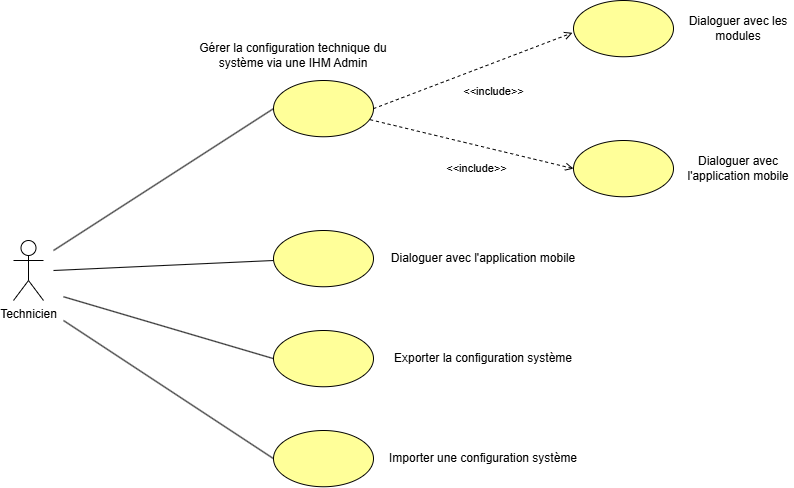 Dialoguer avec les
modules
Gérer la configuration technique du
système via une IHM Admin
<<include>>
Dialoguer avec
l'application mobile
<<include>>
Dialoguer avec l'application mobile
Technicien
Exporter la configuration système
Importer une configuration système